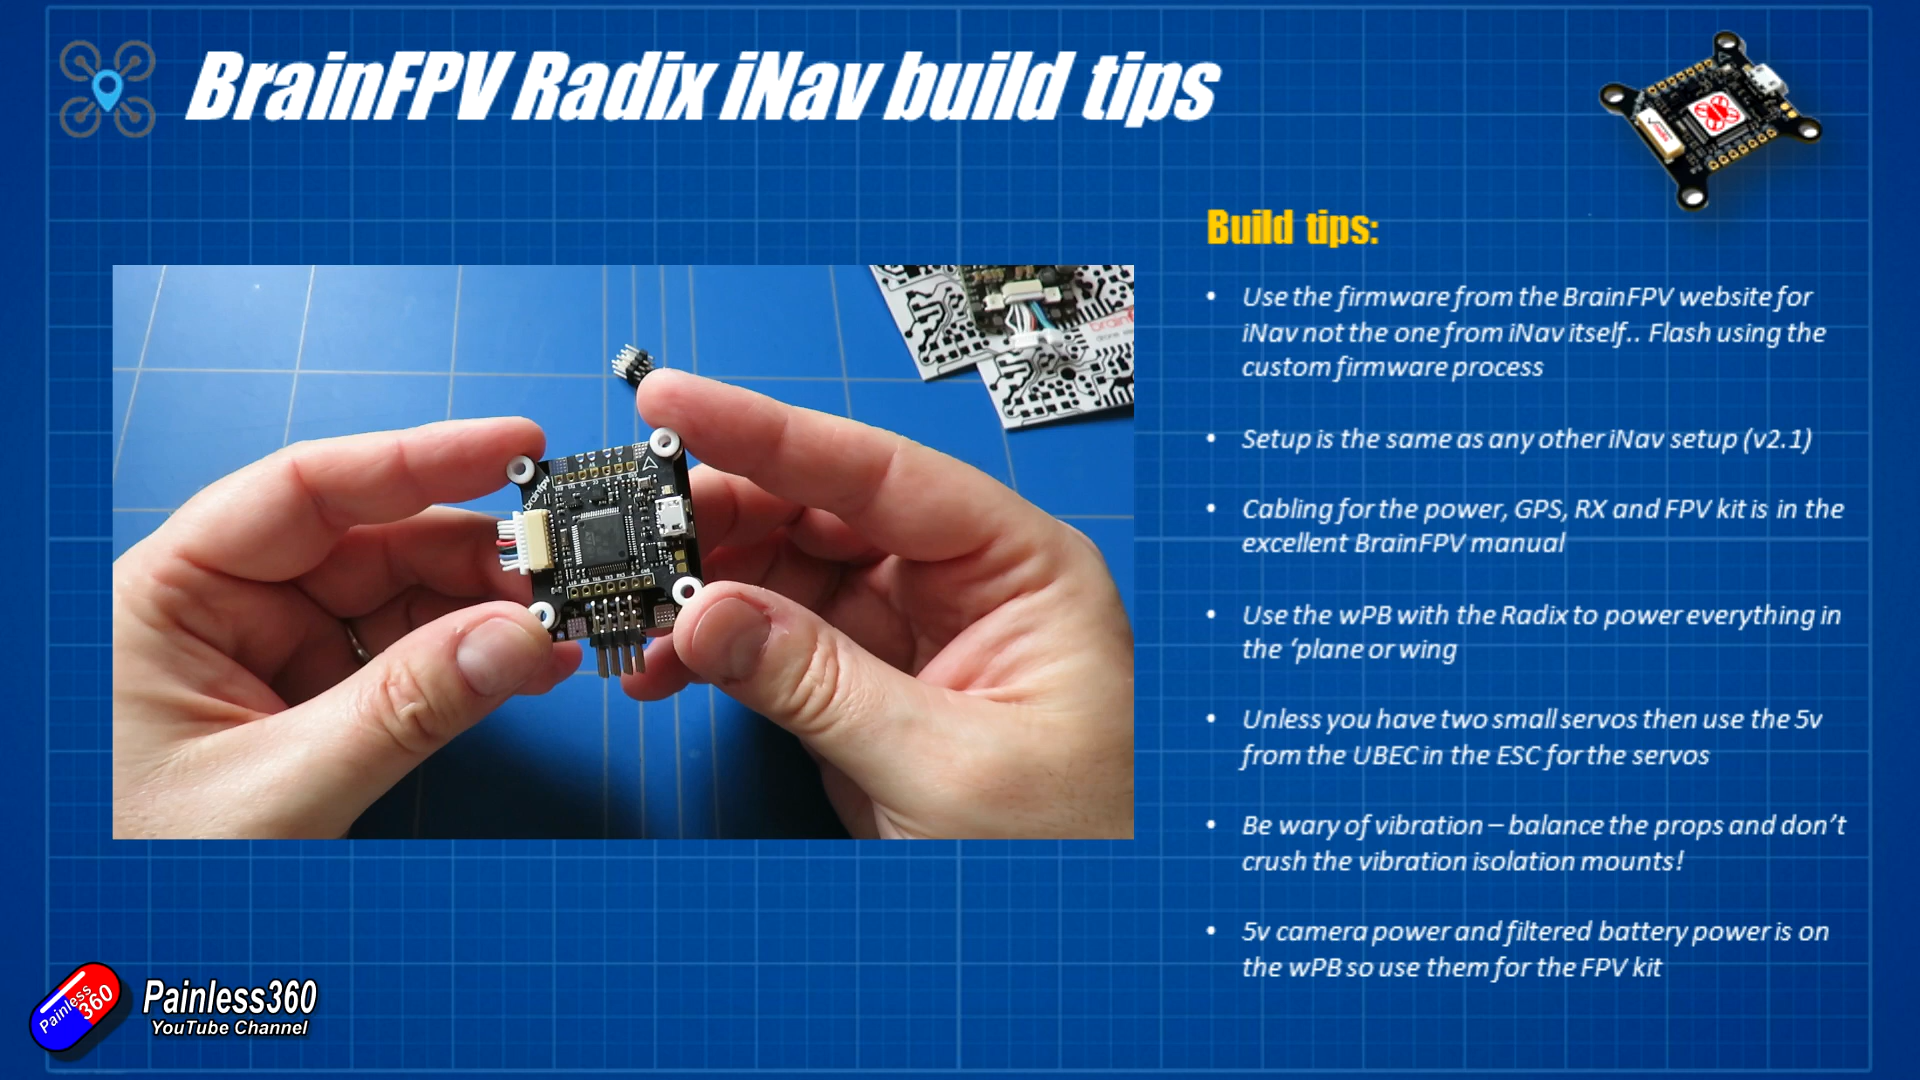 BrainFPV Radix iNav build tips
Build tips:
• Use the firmware from the BrainFPV website for
iNav not the one from iNav itself.. Flash using the
custom firmware process
• Setup is the same as any other iNav setup (v2.1)
• Cabling for the power, GPS, RX and FPV kit is in the
excellent BrainFPV manual
• Use the wPB with the Radix to power everything in
the ‘plane or wing
• Unless you have two small servos then use the 5v
from the UBEC in the ESC for the servos
• Be wary of vibration – balance the props and don’t
crush the vibration isolation mounts!
• 5v camera power and filtered battery power is on
the wPB so use them for the FPV kit
brainfpv
Painless
360
Painless360
YouTube Channel